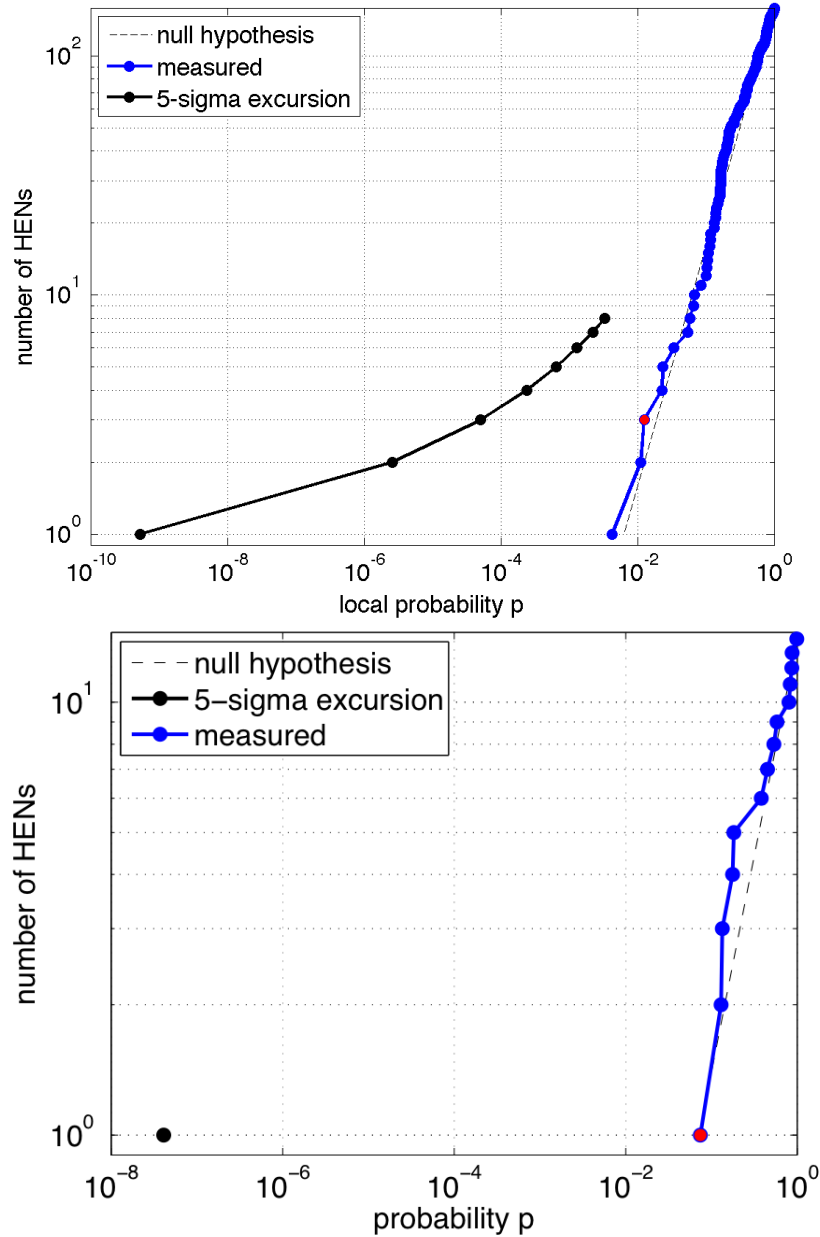 null hypothesis
measured
5-sigma excursion
number of HENs
10^2
10^1
10^0
10^-10
10^-8
10^-6
10^-4
10^-2
10^0
local probability p
null hypothesis
5-sigma excursion
measured
number of HENs
10^1
10^0
10^-8
10^-6
10^-4
10^-2
10^0
probability p